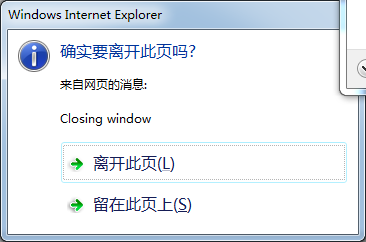 Windows Internet Explorer
确实要离开此页吗?
来自网页的消息:
Closing window
离开此页(L)
留在此页上(S)